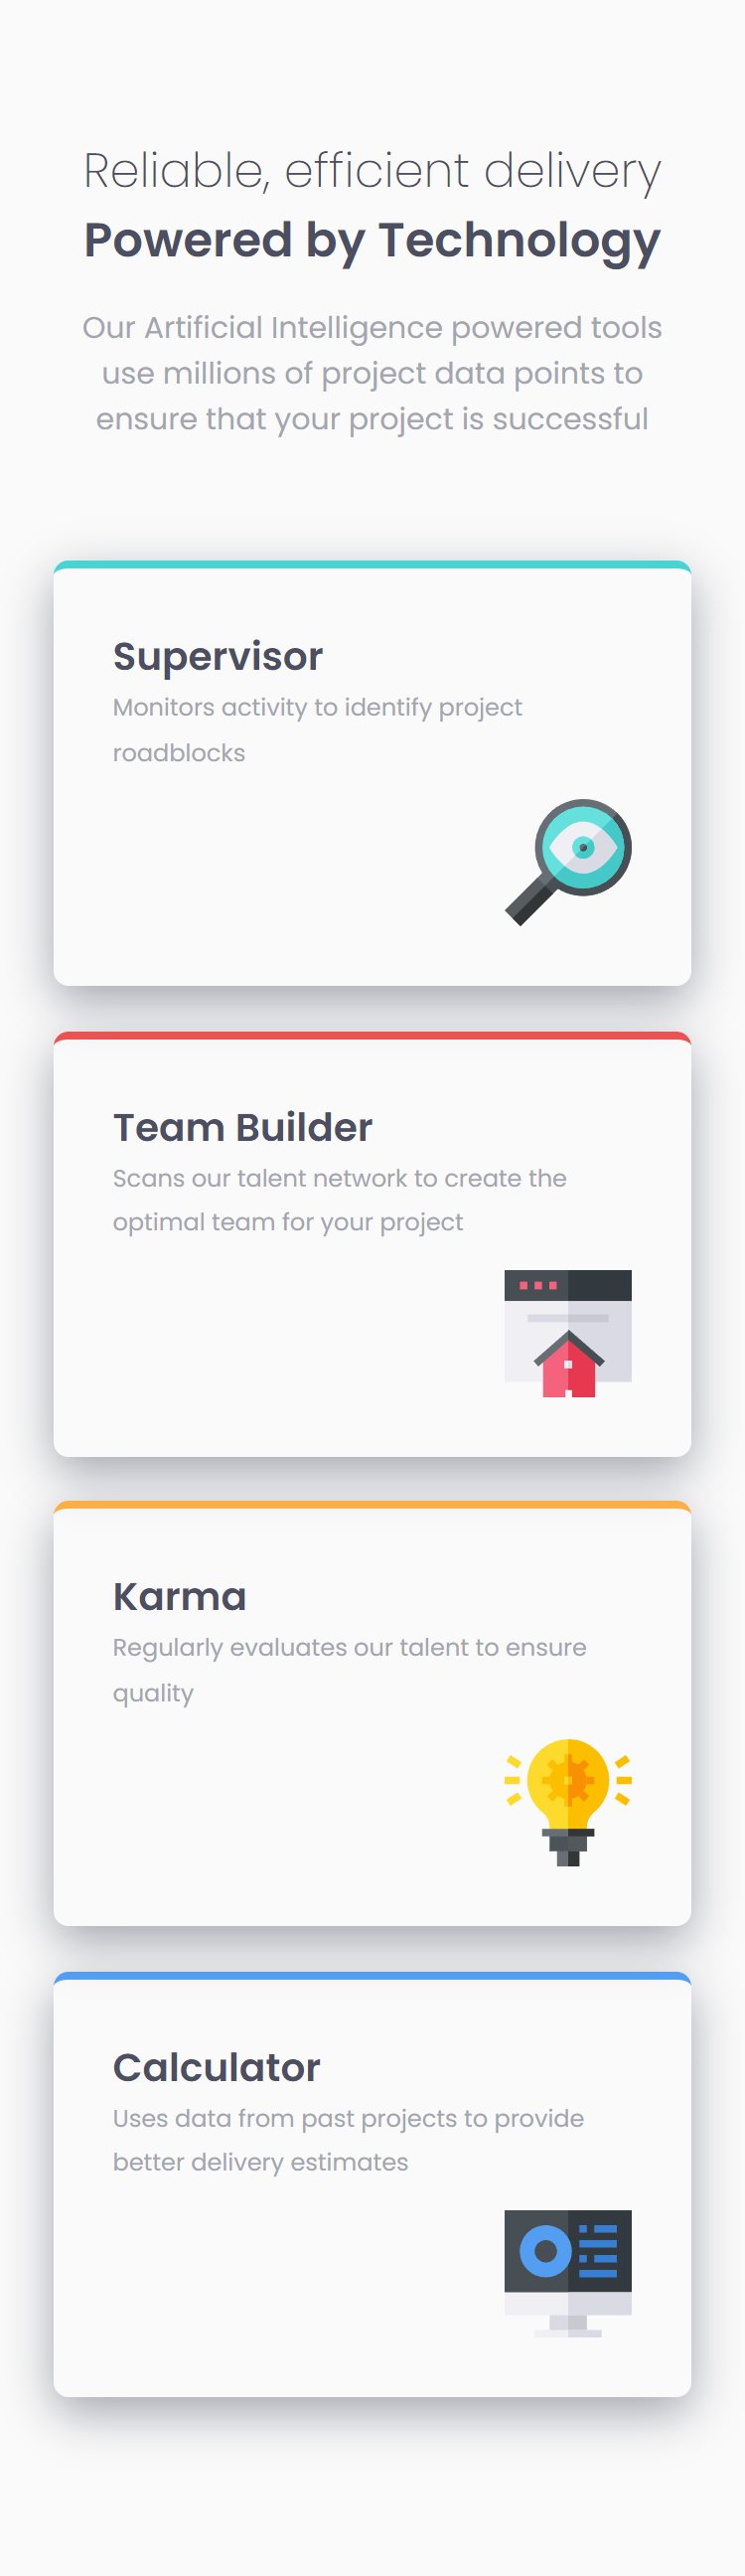 Reliable, efficient delivery
Powered by Technology
Our Artificial Intelligence powered tools
use millions of project data points to
ensure that your project is successful
Supervisor
Monitors activity to identify project
roadblocks
Team Builder
Scans our talent network to create the
optimal team for your project
Karma
Regularly evaluates our talent to ensure
quality
Calculator
Uses data from past projects to provide
better delivery estimates